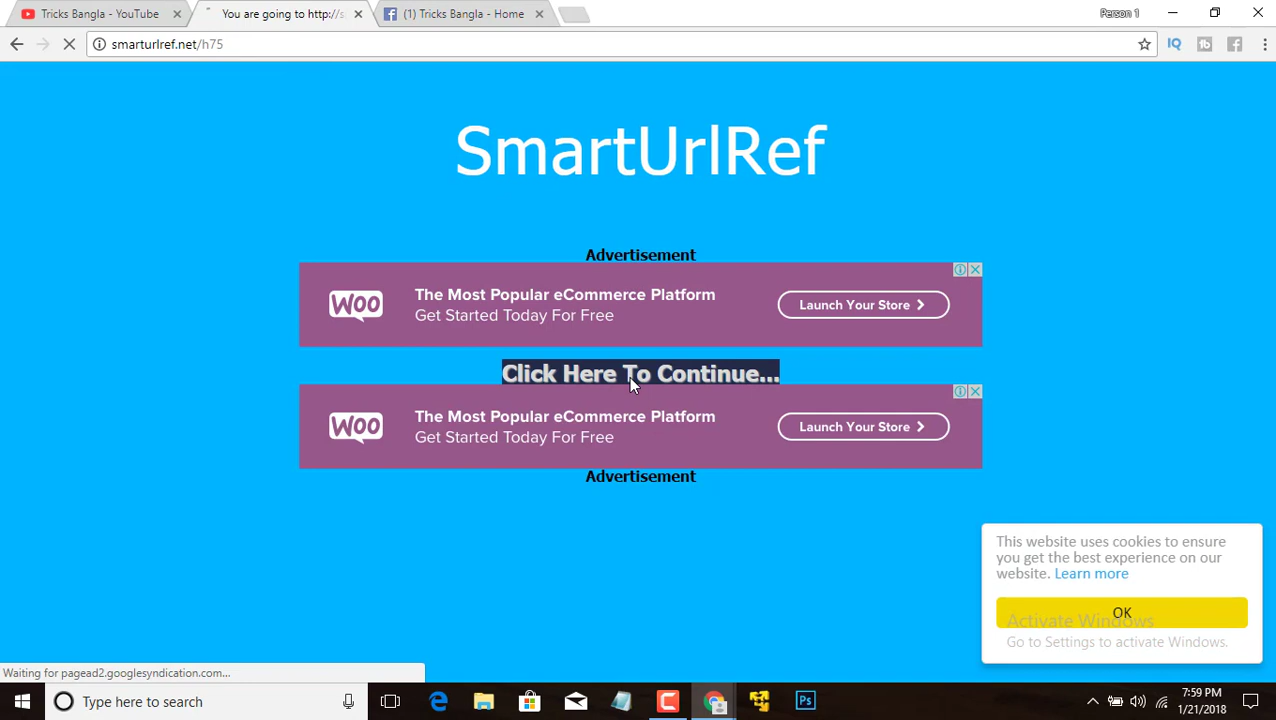 Tricks Bangla - YouTube
You are going to http://s
(1) Tricks Bangla - Home
Person 1
smarturlref.net/h75
SmartUrlRef
Advertisement
WOO
The Most Popular eCommerce Platform
Get Started Today For Free
Launch Your Store
Click Here To Continue...
WOO
The Most Popular eCommerce Platform
Get Started Today For Free
Launch Your Store
Advertisement
This website uses cookies to ensure
you get the best experience on our
website. Learn more
OK
Activate Windows
Go to Settings to activate Windows.
Waiting for pagead2.googlesyndication.com...
Type here to search
Ps
7:59 PM
1/21/2018